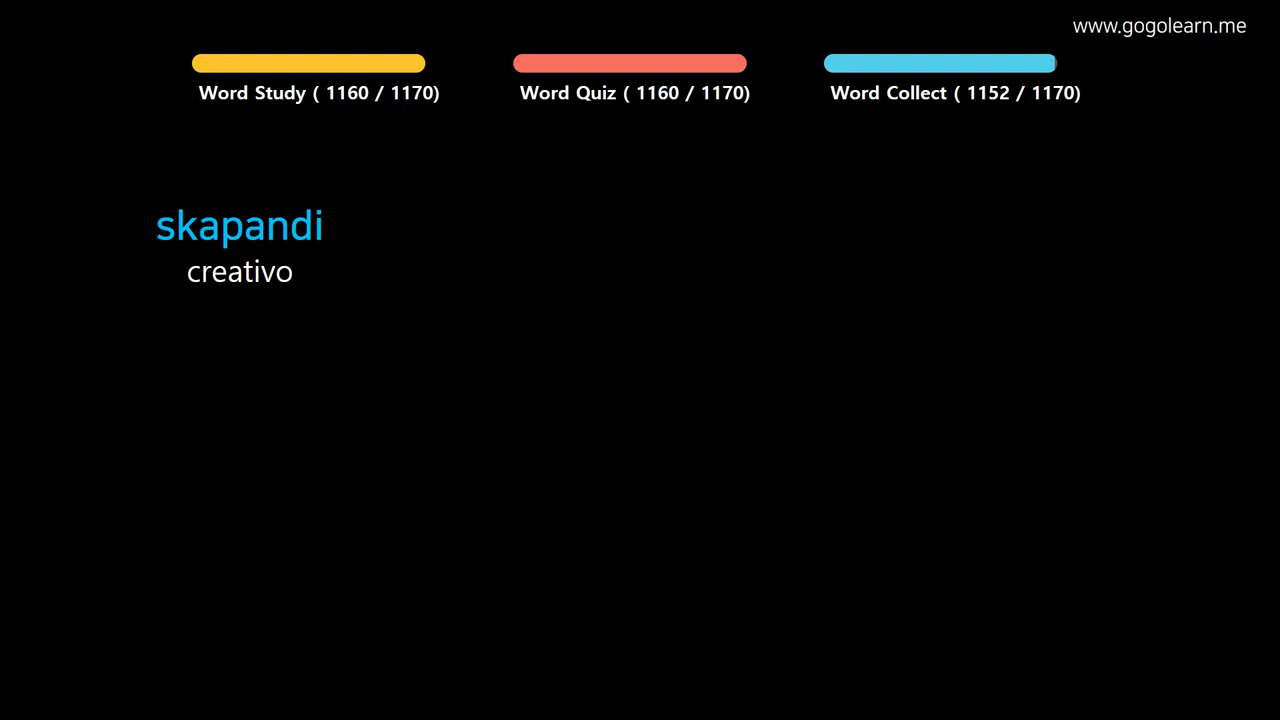 www.gogolearn.me
Word Study ( 1160 / 1170)
Word Quiz ( 1160 / 1170)
Word Collect ( 1152 / 1170)
skapandi
creativo